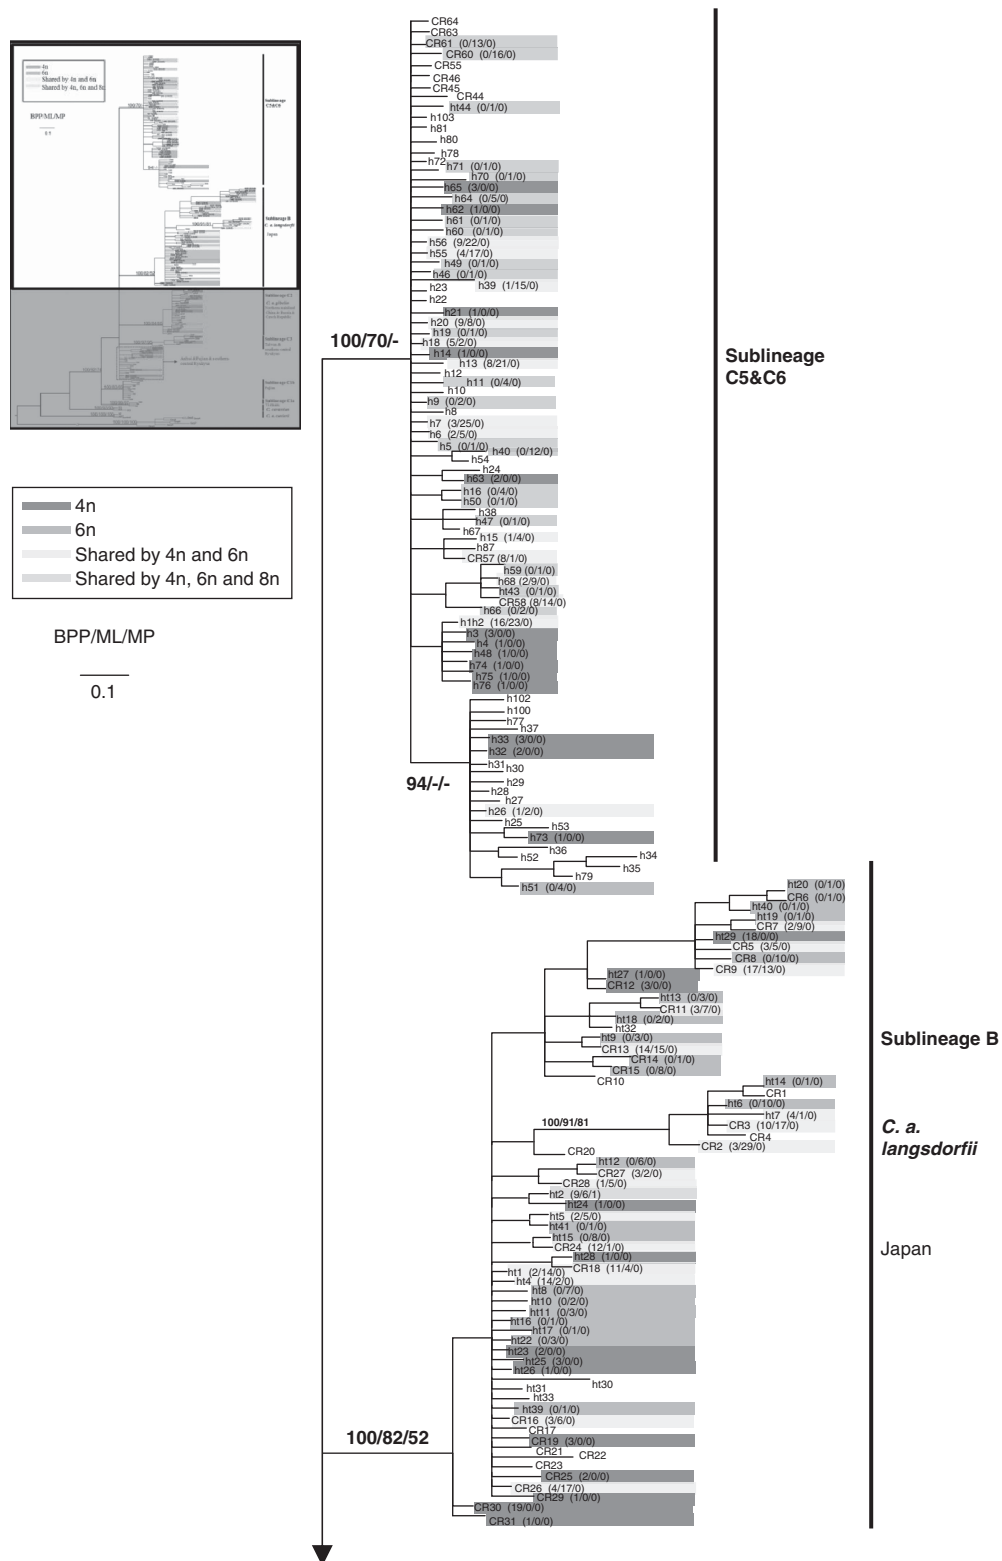 CR64
CR63
CR61 (0/13/0)
CR60 (0/16/0)
CR55
CR46
CR45
CR44
ht44 (0/1/0)
h103
h81
h80
h78
h72
h71 (0/1/0)
h70 (0/1/0)
h65 (3/0/0)
h64 (0/5/0)
h62 (1/0/0)
h61 (0/1/0)
h60 (0/1/0)
h56 (9/22/0)
h55 (4/17/0)
h49 (0/1/0)
h46 (0/1/0)
h39 (1/15/0)
h23
h22
h21 (1/0/0)
h20 (9/8/0)
h19 (0/1/0)
h18 (5/2/0)
h14 (1/0/0)
h13 (8/21/0)
h12
h11 (0/4/0)
h10
h9 (0/2/0)
h8
h7 (3/25/0)
h6 (2/5/0)
h5 (0/1/0)
h40 (0/12/0)
h54
h24
h63 (2/0/0)
h16 (0/4/0)
h50 (0/1/0)
h38
h47 (0/1/0)
h67
h15 (1/4/0)
h87
CR57 (8/1/0)
h59 (0/1/0)
h68 (2/9/0)
ht43 (0/1/0)
CR58 (8/14/0)
h66 (0/2/0)
h1h2 (16/23/0)
h3 (3/0/0)
h4 (1/0/0)
h48 (1/0/0)
h74 (1/0/0)
h75 (1/0/0)
h76 (1/0/0)
h102
h100
h77
h37
h33 (3/0/0)
h32 (2/0/0)
h31
h30
h29
h28
h27
h26 (1/2/0)
h25
h53
h73 (1/0/0)
h36
h52
h34
h35
h79
h51 (0/4/0)
100/70/-
94/-/-
Sublineage
C5&C6
4n
6n
Shared by 4n and 6n
Shared by 4n, 6n and 8n
BPP/ML/MP
0.1
4n
6n
Shared by 4n and 6n
Shared by 4n, 6n and 8n
BPP/ML/MP
0.1
ht20 (0/1/0)
CR6 (0/1/0)
ht40 (0/1/0)
ht19 (0/1/0)
CR7 (2/9/0)
ht29 (18/0/0)
CR5 (3/5/0)
CR8 (0/10/0)
CR9 (17/13/0)
ht27 (1/0/0)
CR12 (3/0/0)
ht13 (0/3/0)
CR11 (3/7/0)
ht18 (0/2/0)
ht32
ht9 (0/3/0)
CR13 (14/15/0)
CR14 (0/1/0)
CR15 (0/8/0)
CR10
ht14 (0/1/0)
CR1
ht6 (0/10/0)
ht7 (4/1/0)
CR3 (10/17/0)
CR4
CR2 (3/29/0)
100/91/81
CR20
ht12 (0/6/0)
CR27 (3/2/0)
CR28 (1/5/0)
ht2 (9/6/1)
ht24 (1/0/0)
ht5 (2/5/0)
ht41 (0/1/0)
ht15 (0/8/0)
CR24 (12/1/0)
ht28 (1/0/0)
CR18 (11/4/0)
ht1 (2/14/0)
ht4 (14/2/0)
ht8 (0/7/0)
ht10 (0/2/0)
ht11 (0/3/0)
ht16 (0/1/0)
ht17 (0/1/0)
ht22 (0/3/0)
ht23 (2/0/0)
ht25 (3/0/0)
ht26 (1/0/0)
ht30
ht31
ht33
ht39 (0/1/0)
CR16 (3/6/0)
CR17
CR19 (3/0/0)
CR21
CR22
CR23
CR25 (2/0/0)
CR26 (4/17/0)
CR29 (1/0/0)
CR30 (19/0/0)
CR31 (1/0/0)
100/82/52
Sublineage B
C. a.
langsdorfii
Japan